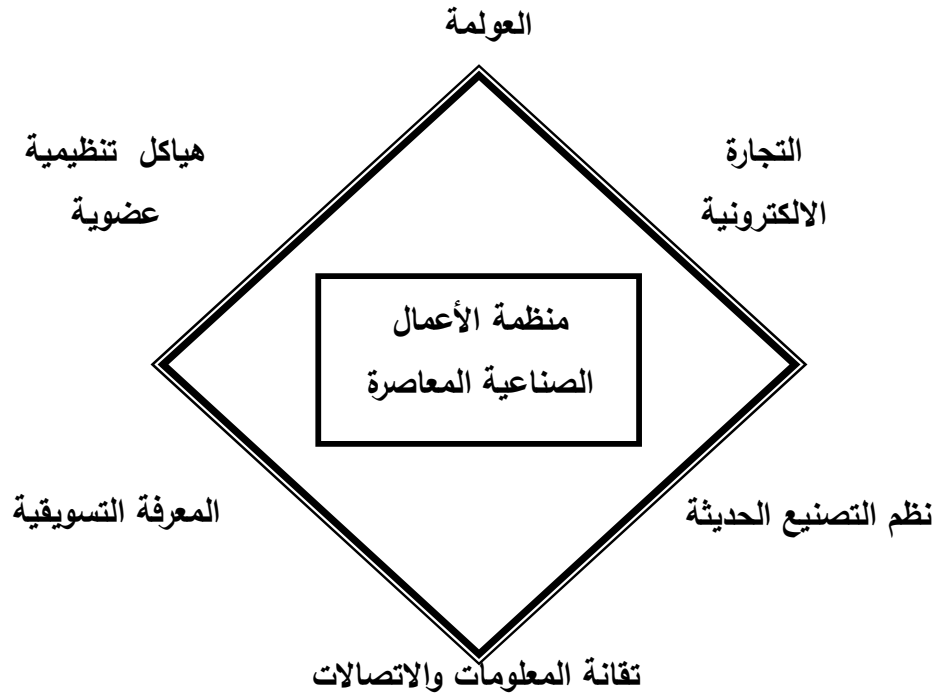 العولمة
التجارة
الالكترونية
هياكل تنظيمية
عضوية
منظمة الأعمال
الصناعية المعاصرة
نظم التصنيع الحديثة
المعرفة التسويقية
تقانة المعلومات والاتصالات